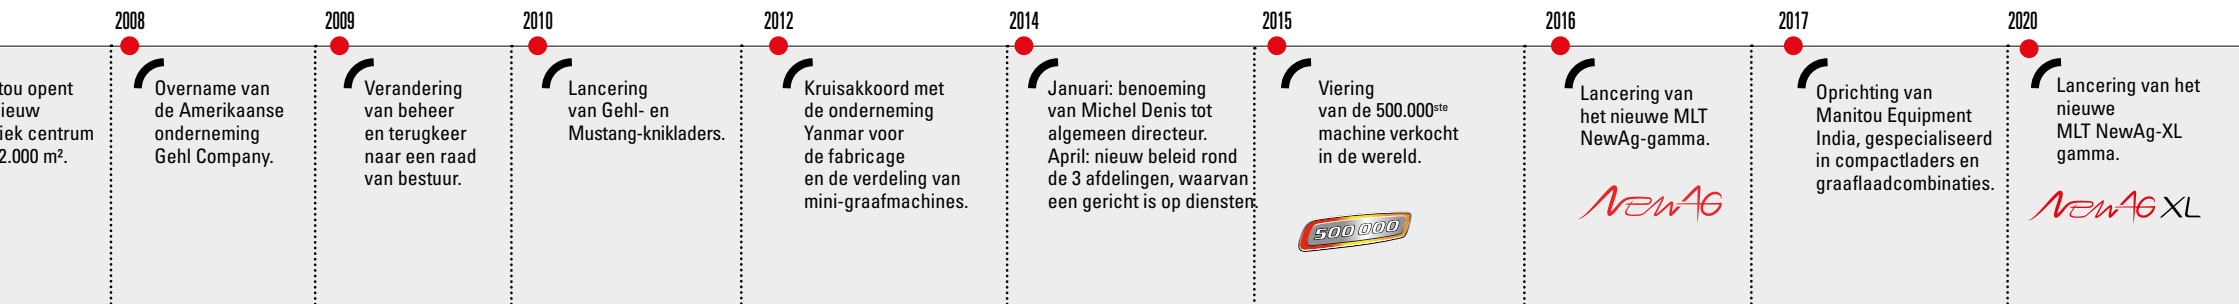 2008
2009
2010
2012
2014
2015
2016
2017
2020
tou opent
ieuw
iek centrum
2.000 m².
Overname van
de Amerikaanse
onderneming
Gehl Company.
Verandering
van beheer
en terugkeer
naar een raad
van bestuur.
Lancering
van Gehl- en
Mustang-knikladers.
Kruisakkoord met
de onderneming
Yanmar voor
de fabricage
en de verdeling van
mini-graafmachines.
Januari: benoeming
van Michel Denis tot
algemeen directeur.
April: nieuw beleid rond
de 3 afdelingen, waarvan
een gericht is op diensten.
Viering
van de 500.000ste
machine verkocht
in de wereld.
500 000
Lancering van
het nieuwe MLT
NewAg-gamma.
NEWAG
Oprichting van
Manitou Equipment
India, gespecialiseerd
in compactladers en
graaflaadcombinaties.
Lancering van het
nieuwe
MLT NewAg-XL
gamma.
NEWAG XL